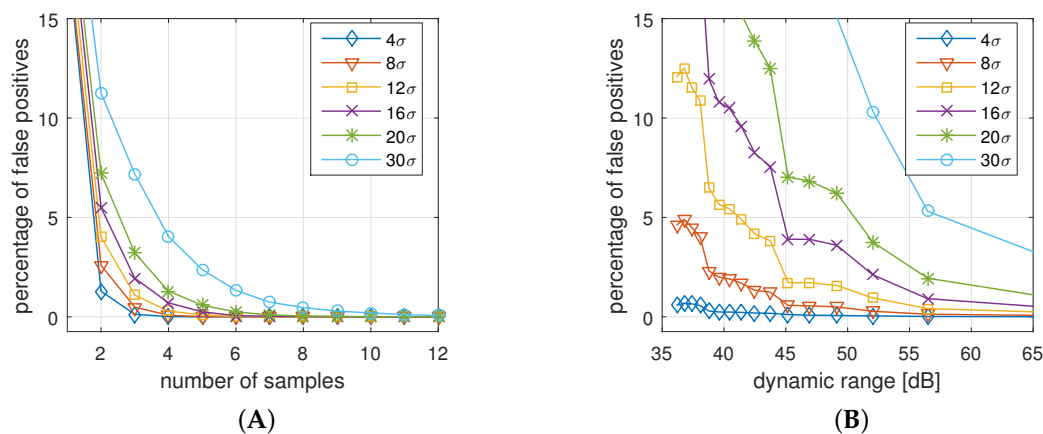 percentage of false positives
15
10
5
0
2
4
6
8
10
12
number of samples
4σ
8σ
12σ
16σ
20σ
30σ
(A)
percentage of false positives
15
10
5
0
35
40
45
50
55
60
65
dynamic range [dB]
4σ
8σ
12σ
16σ
20σ
30σ
(B)